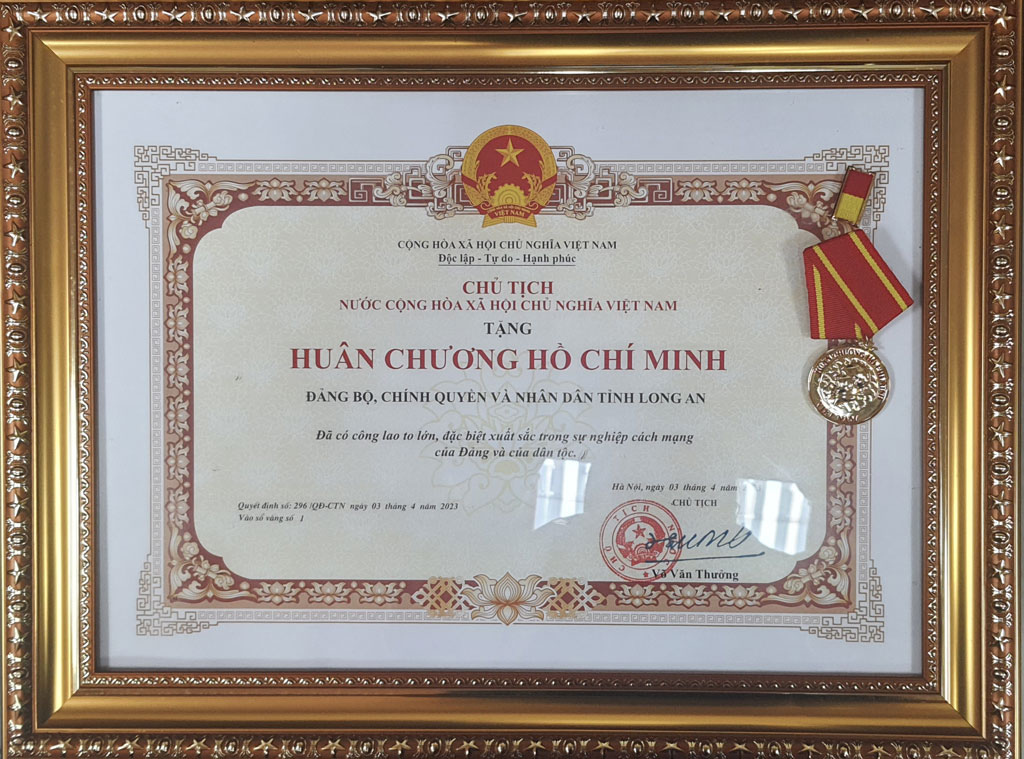 VIỆT NAM
CỘNG HÒA XÃ HỘI CHỦ NGHĨA VIỆT NAM
Độc lập - Tự do - Hạnh phúc
CHỦ TỊCH
NƯỚC CỘNG HÒA XÃ HỘI CHỦ NGHĨA VIỆT NAM
TẶNG
HUÂN CHƯƠNG HỒ CHÍ MINH
ĐẢNG BỘ, CHÍNH QUYỀN VÀ NHÂN DÂN TỈNH LONG AN
Đã có công lao to lớn, đặc biệt xuất sắc trong sự nghiệp cách mạng
của Đảng và của dân tộc.
Hà Nội, ngày 03 tháng 4 năm
CHỦ TỊCH
Quyết định số: 296 /QĐ-CTN ngày 03 tháng 4 năm 2023
Vào sổ vàng số 1
CHỦ TỊCH
Võ Văn Thưởng